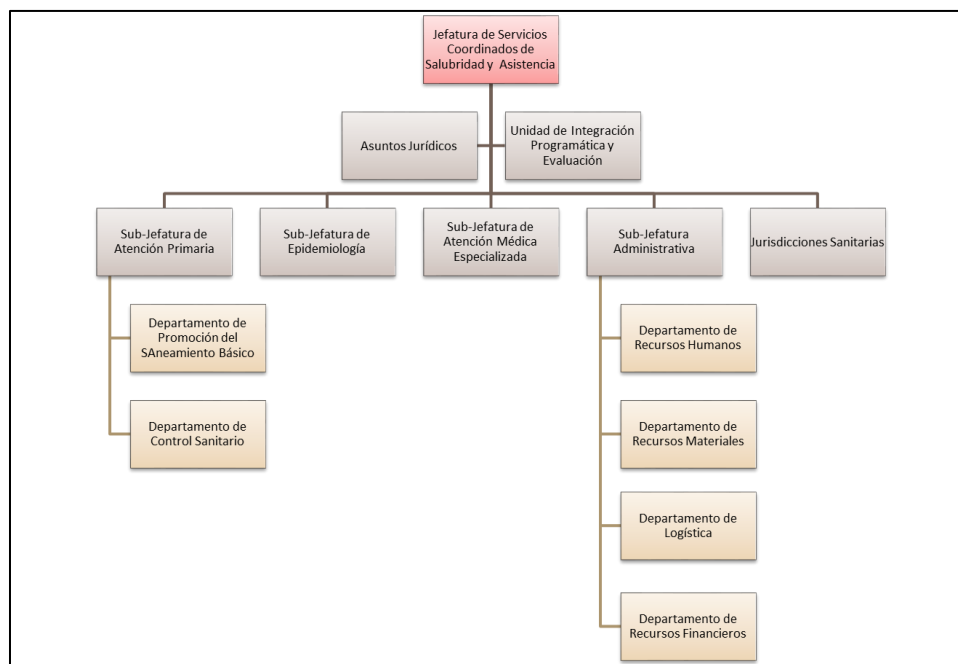 Jefatura de Servicios
Coordinados de
Salubridad y Asistencia
Asuntos Jurídicos
Unidad de Integración
Programática y
Evaluación
Sub-Jefatura de
Atención Primaria
Sub-Jefatura de
Epidemiología
Sub-Jefatura de
Atención Médica
Especializada
Sub-Jefatura
Administrativa
Jurisdicciones Sanitarias
Departamento de
Promoción del
SAneamiento Básico
Departamento de
Control Sanitario
Departamento de
Recursos Humanos
Departamento de
Recursos Materiales
Departamento de
Logística
Departamento de
Recursos Financieros